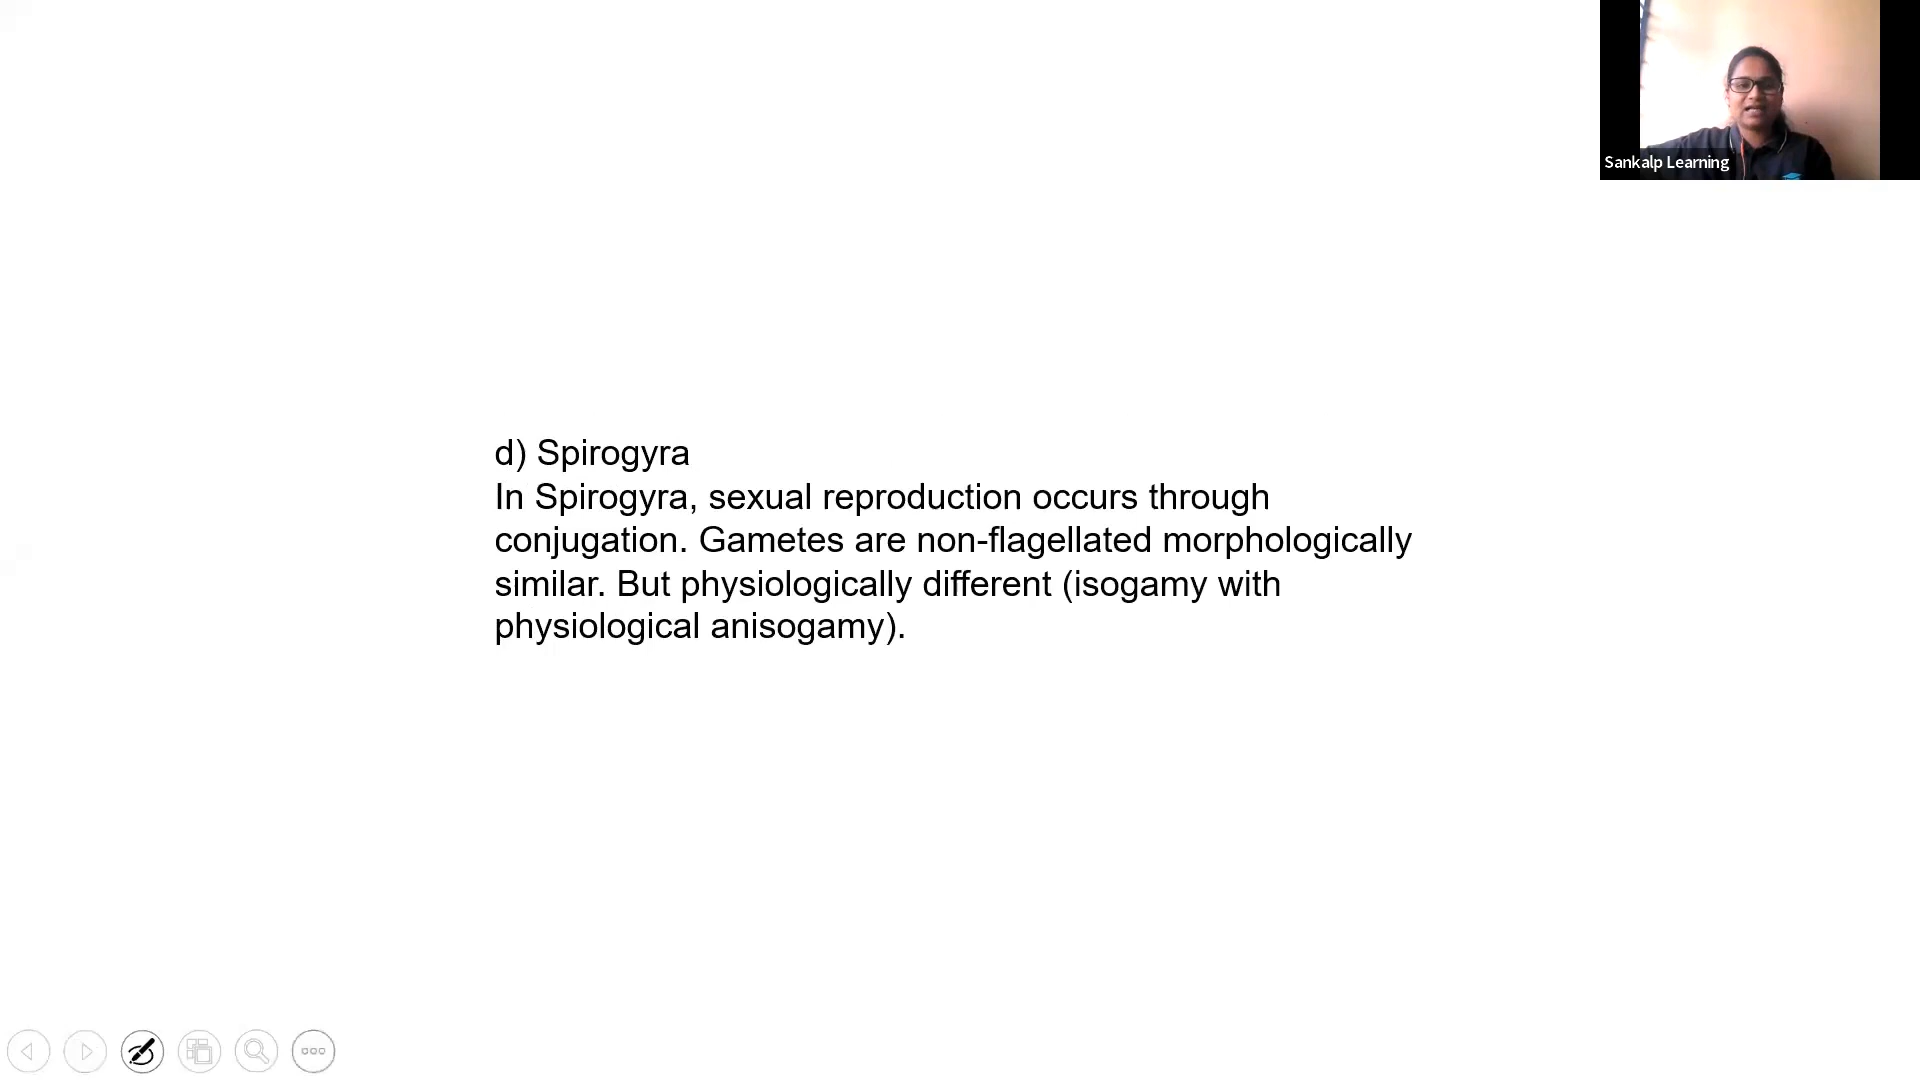 Sankalp Learning
d) Spirogyra
In Spirogyra, sexual reproduction occurs through
conjugation. Gametes are non-flagellated morphologically
similar. But physiologically different (isogamy with
physiological anisogamy).